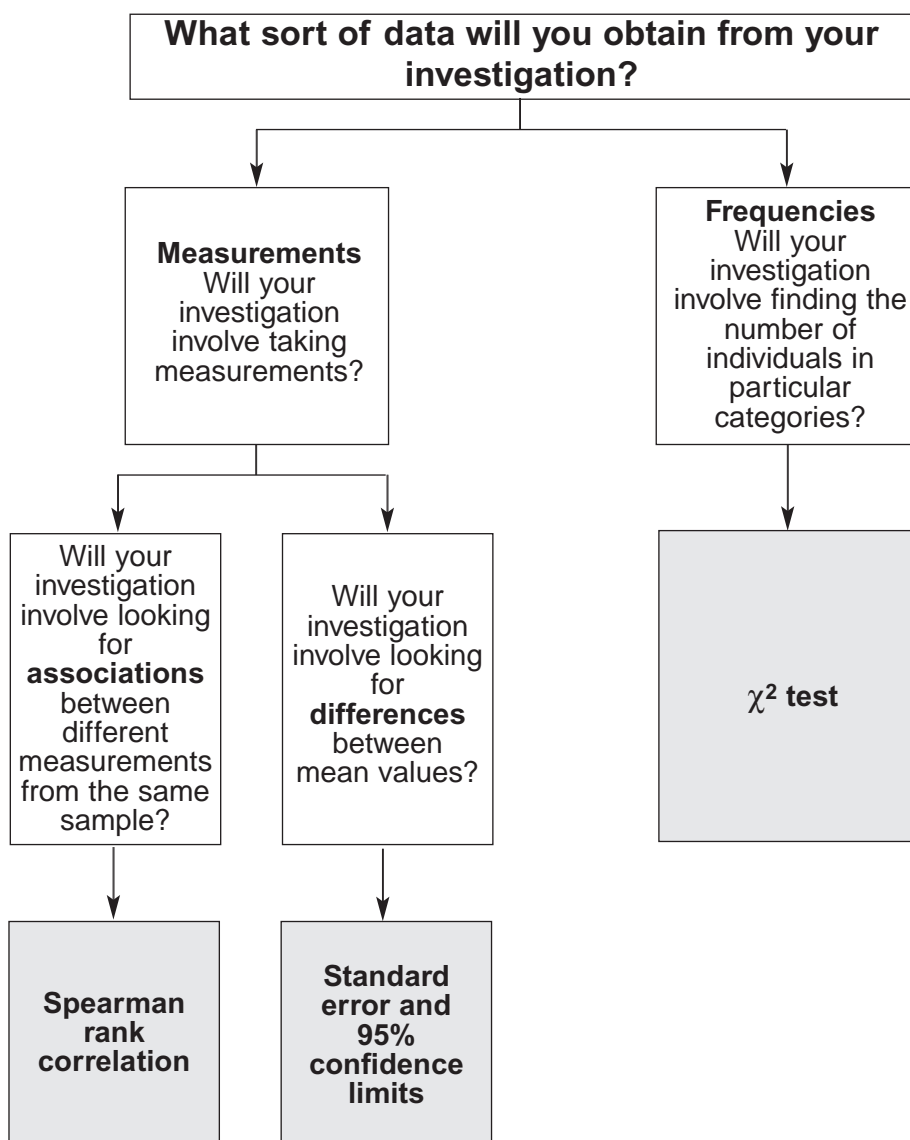 What sort of data will you obtain from your
investigation?
Measurements
Will your
investigation
involve taking
measurements?
Frequencies
Will your
investigation
involve finding the
number of
individuals in
particular
categories?
Will your
investigation
involve looking
for
associations
between
different
measurements
from the same
sample?
Will your
investigation
involve looking
for
differences
between
mean values?
χ² test
Spearman
rank
correlation
Standard
error and
95%
confidence
limits